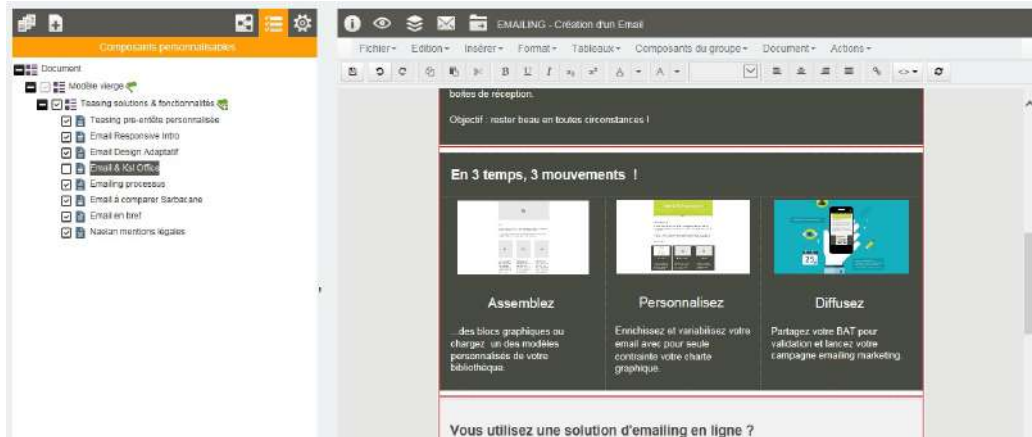 EMAILING - Création d'un Email
Composants personnalisables
Fichier
Edition
Insérer
Format
Tableaux
Composants du groupe
Document
Actions
B U I x₂ x² A A
Document
Modèle vierge
Teasing solutions & fonctionnalités
Teasing pre-entête personnalisée
Email Responsive Intro
Email Design Adaptatif
Email & Ksl Office
Emailing processus
Email à comparer Sarbacane
Email en bref
Naelan mentions légales
boîtes de réception.
Objectif : rester beau en toutes circonstances !
En 3 temps, 3 mouvements !
Assemblez
...des blocs graphiques ou
chargez un des modèles
personnalisés de votre
bibliothèque.
Personnalisez
Enrichissez et variabilisez votre
email avec pour seule
contrainte votre charte
graphique.
Diffusez
Partagez votre BAT pour
validation et lancez votre
campagne emailing marketing.
Vous utilisez une solution d'emailing en ligne ?